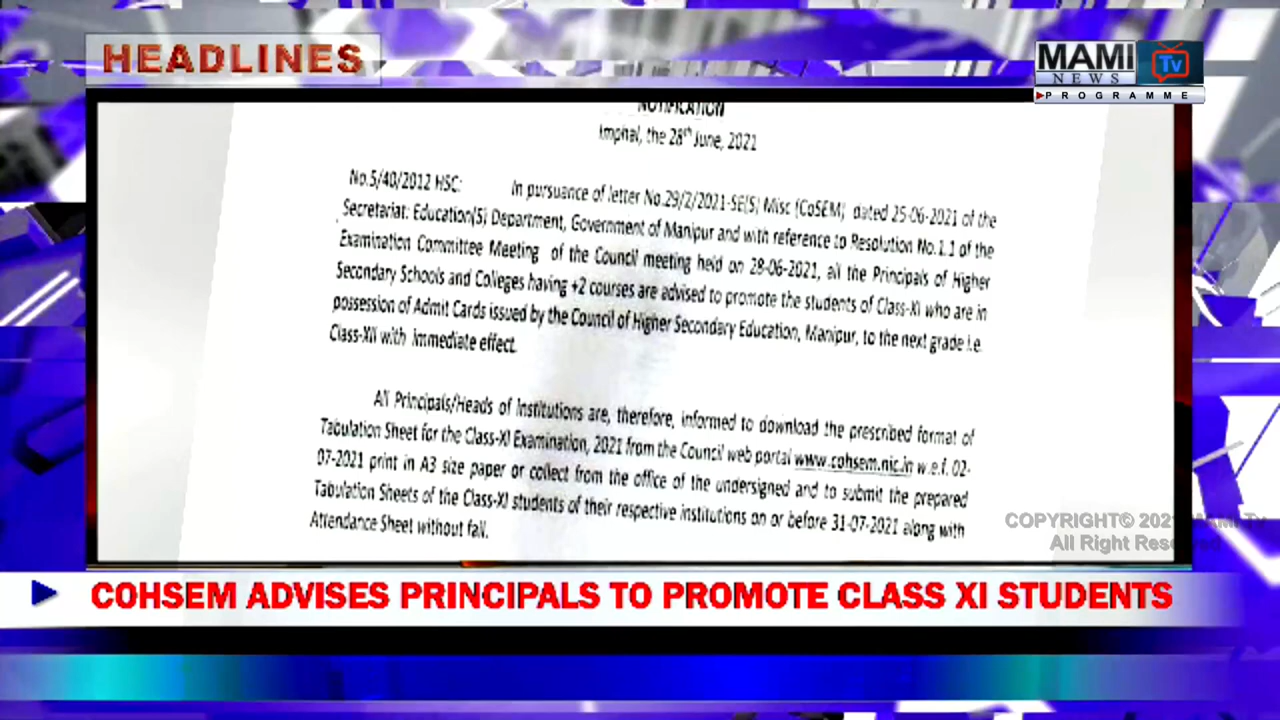 HEADLINES
MAMI
NEWS
Tv
PROGRAMME
NOTIFICATION
Imphal, the 28th June, 2021
No.5/40/2012 HSC: In pursuance of letter No.29/2/2021-SE(S) Misc (CoSEM) dated 25-06-2021 of the
Secretariat: Education(S) Department, Government of Manipur and with reference to Resolution No.1.1 of the
Examination Committee Meeting of the Council meeting held on 28-06-2021, all the Principals of Higher
Secondary Schools and Colleges having +2 courses are advised to promote the students of Class-XI who are in
possession of Admit Cards issued by the Council of Higher Secondary Education, Manipur, to the next grade i.e.
Class-XII with immediate effect.
All Principals/Heads of Institutions are, therefore, informed to download the prescribed format of
Tabulation Sheet for the Class-XI Examination, 2021 from the Council web portal www.cohsem.nic.in w.e.f. 02-
07-2021 print in A3 size paper or collect from the office of the undersigned and to submit the prepared
Tabulation Sheets of the Class-XI students of their respective institutions on or before 31-07-2021 along with
Attendance Sheet without fail.
COPYRIGHT© 2021 MAMI Tv
All Right Reserved
COHSEM ADVISES PRINCIPALS TO PROMOTE CLASS XI STUDENTS